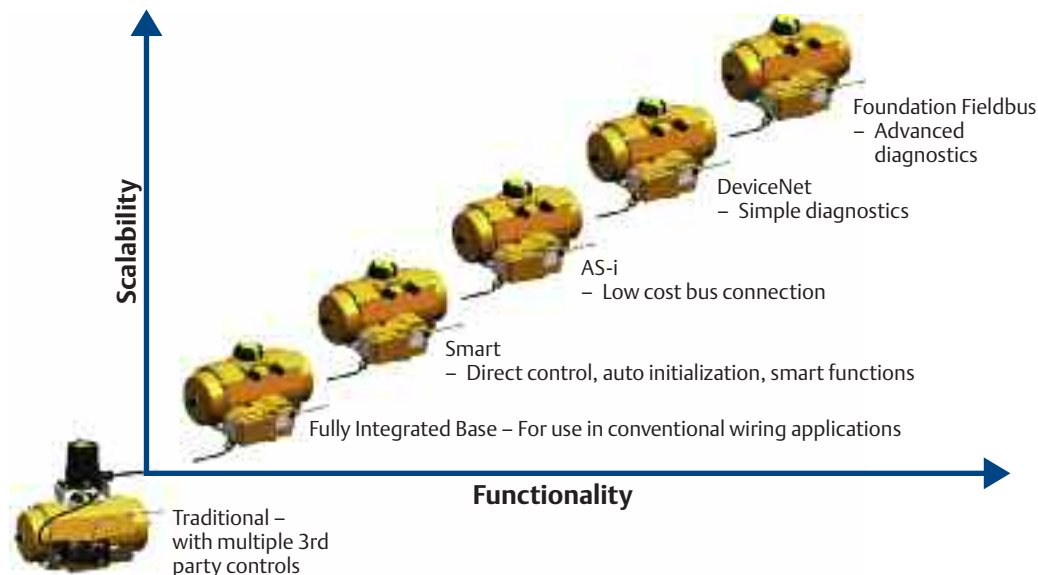 Scalability
Foundation Fieldbus
– Advanced
diagnostics
DeviceNet
– Simple diagnostics
AS-i
– Low cost bus connection
Smart
– Direct control, auto initialization, smart functions
Fully Integrated Base – For use in conventional wiring applications
Functionality
Traditional –
with multiple 3rd
party controls